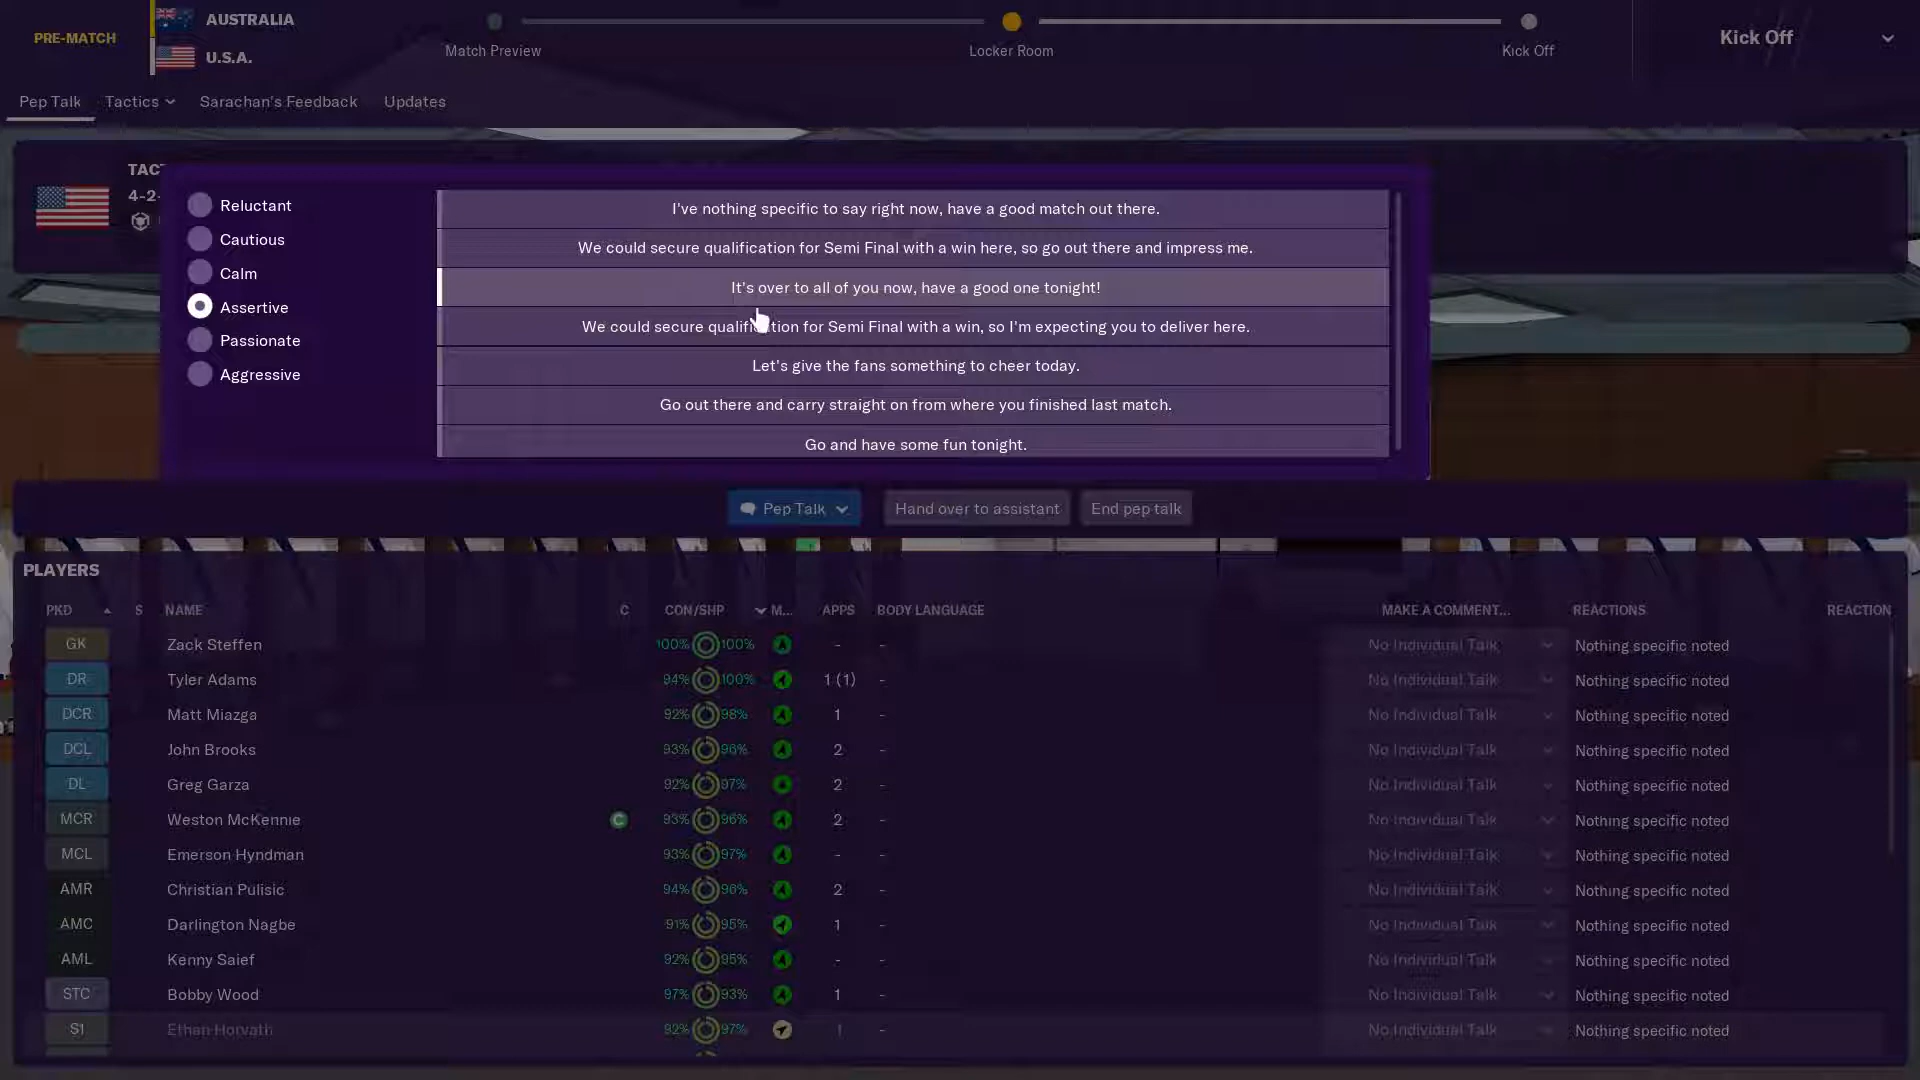 PRE-MATCH
AUSTRALIA
U.S.A.
Match Preview
Locker Room
Kick Off
Kick Off
Pep Talk Tactics Sarachan's Feedback Updates
TACT
4-2-
Reluctant
Cautious
Calm
Assertive
Passionate
Aggressive
I've nothing specific to say right now, have a good match out there.
We could secure qualification for Semi Final with a win here, so go out there and impress me.
It's over to all of you now, have a good one tonight!
We could secure qualification for Semi Final with a win, so I'm expecting you to deliver here.
Let's give the fans something to cheer today.
Go out there and carry straight on from where you finished last match.
Go and have some fun tonight.
Pep Talk Hand over to assistant End pep talk
PLAYERS
PKD S NAME C CON/SHP M... APPS BODY LANGUAGE MAKE A COMMENT... REACTIONS REACTION
GK Zack Steffen 100% 100% - - No Individual Talk Nothing specific noted
DR Tyler Adams 94% 100% 1 (1) - No Individual Talk Nothing specific noted
DCR Matt Miazga 92% 98% 1 - No Individual Talk Nothing specific noted
DCL John Brooks 93% 96% 2 - No Individual Talk Nothing specific noted
DL Greg Garza 92% 97% 2 - No Individual Talk Nothing specific noted
MCR Weston McKennie C 93% 96% 2 - No Individual Talk Nothing specific noted
MCL Emerson Hyndman 93% 97% - - No Individual Talk Nothing specific noted
AMR Christian Pulisic 94% 96% 2 - No Individual Talk Nothing specific noted
AMC Darlington Nagbe 91% 95% 1 - No Individual Talk Nothing specific noted
AML Kenny Saief 92% 95% - - No Individual Talk Nothing specific noted
STC Bobby Wood 97% 93% 1 - No Individual Talk Nothing specific noted
S1 Ethan Horvath 92% 97% 1 - No Individual Talk Nothing specific noted